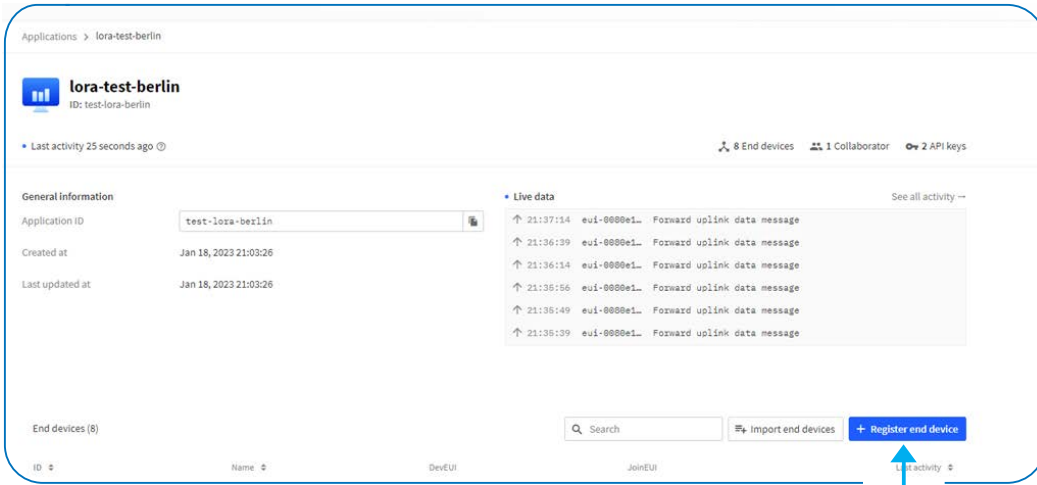 Applications > lora-test-berlin
lora-test-berlin
ID: test-lora-berlin
Last activity 25 seconds ago
8 End devices 1 Collaborator 2 API keys
General information
Application ID test-lora-berlin
Created at Jan 18, 2023 21:03:26
Last updated at Jan 18, 2023 21:03:26
Live data See all activity →
↑ 21:37:14 eui-0080e1… Forward uplink data message
↑ 21:36:39 eui-0080e1… Forward uplink data message
↑ 21:36:14 eui-0080e1… Forward uplink data message
↑ 21:35:56 eui-0080e1… Forward uplink data message
↑ 21:35:49 eui-0080e1… Forward uplink data message
↑ 21:35:39 eui-0080e1… Forward uplink data message
End devices (8) Search Import end devices + Register end device
ID Name DevEUI JoinEUI Last activity